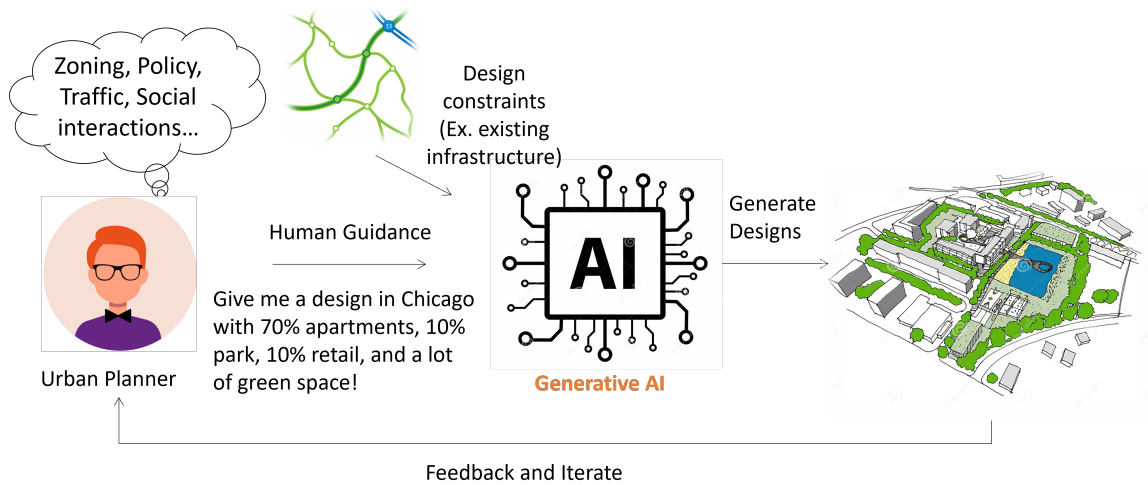 Zoning, Policy,
Traffic, Social
interactions…
Design
constraints
(Ex. existing
infrastructure)
Human Guidance
Give me a design in Chicago
with 70% apartments, 10%
park, 10% retail, and a lot
of green space!
Urban Planner
AI
Generative AI
Generate
Designs
Feedback and Iterate